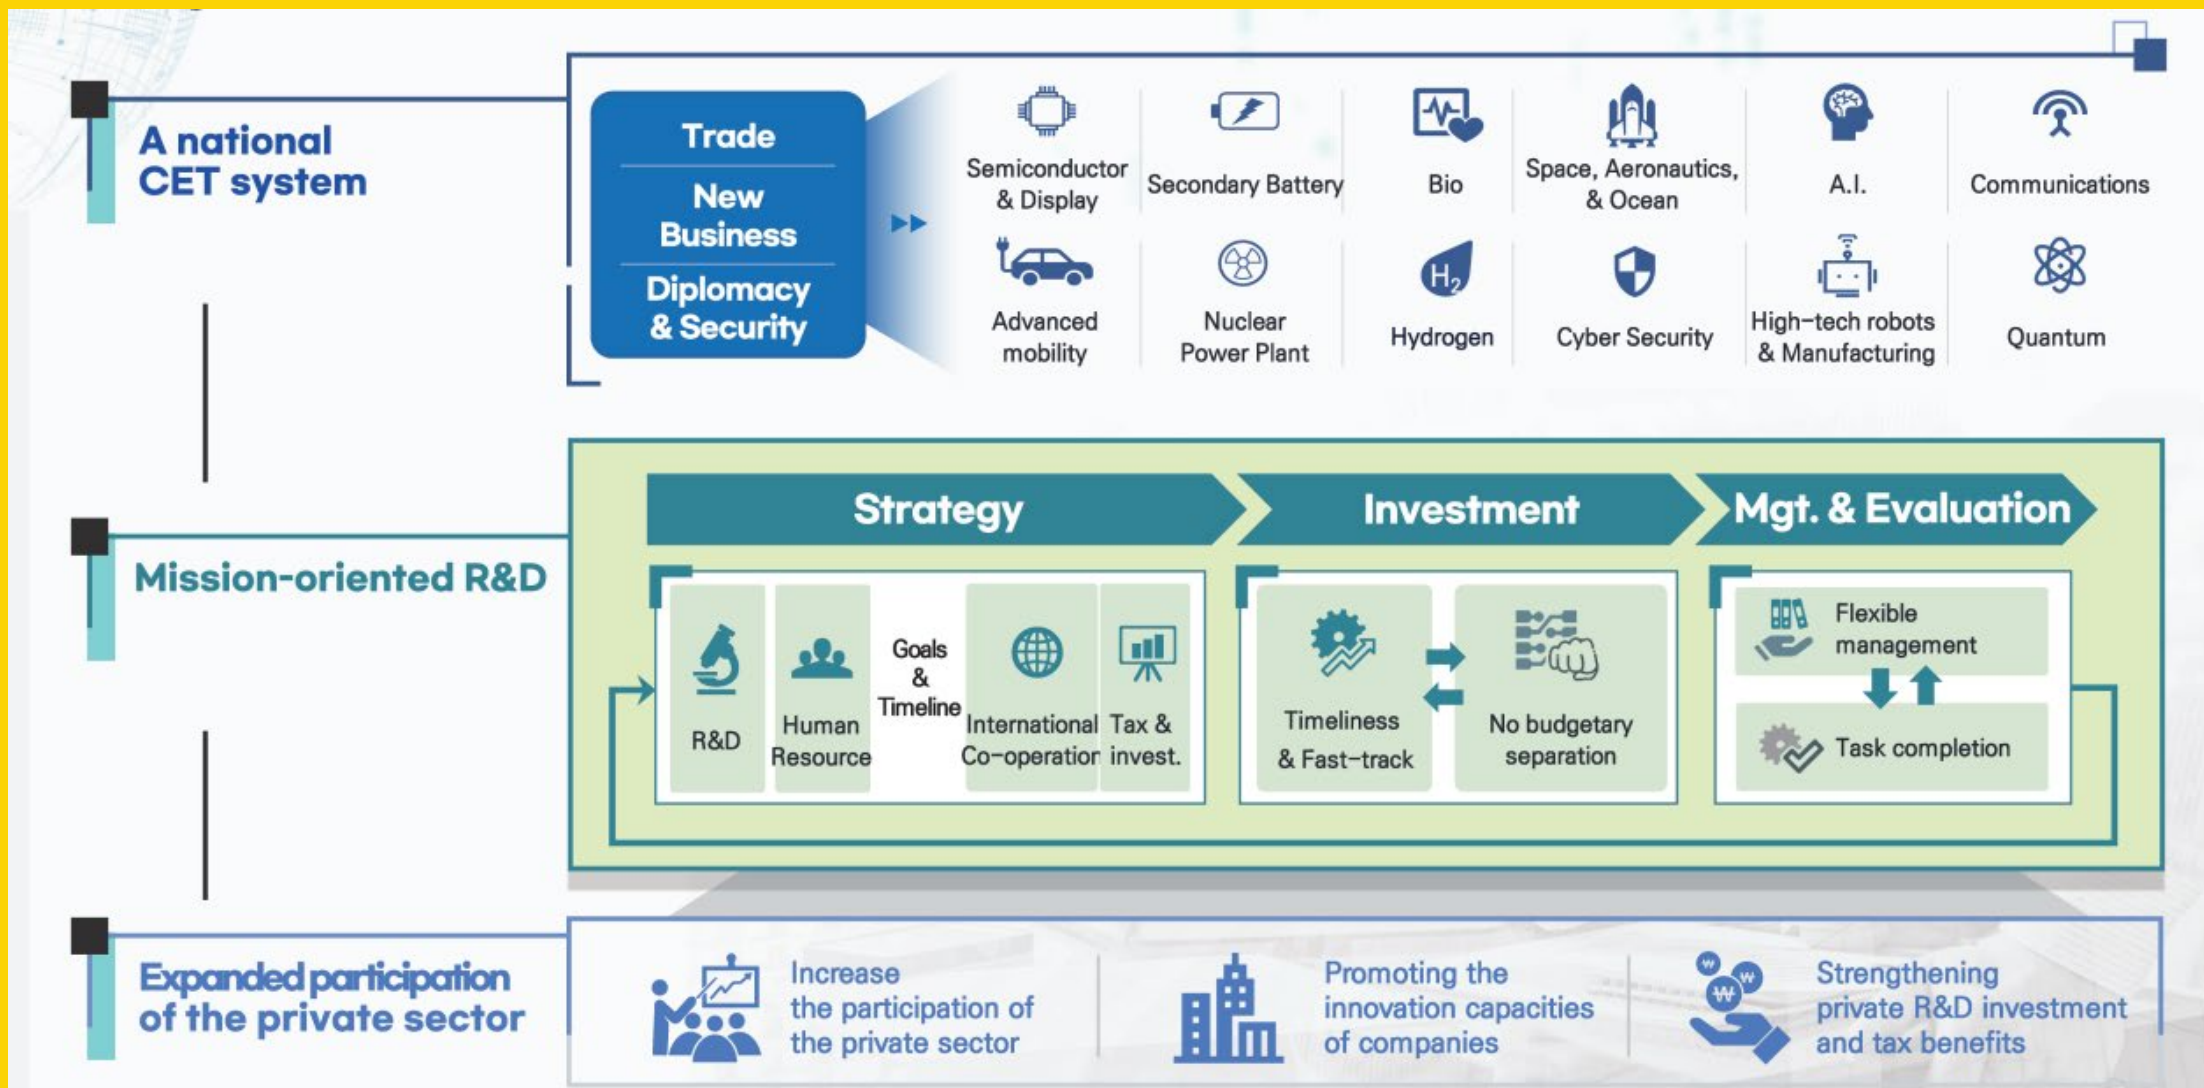 A national
CET system
Trade
New
Business
Diplomacy
& Security
Semiconductor
& Display
Secondary Battery
Bio
Space, Aeronautics,
& Ocean
A.I.
Communications
Advanced
mobility
Nuclear
Power Plant
H2
Hydrogen
Cyber Security
High-tech robots
& Manufacturing
Quantum
Mission-oriented R&D
Strategy
Investment
Mgt. & Evaluation
R&D
Human
Resource
Goals
&
Timeline
International
Co-operation
Tax &
invest.
Timeliness
& Fast-track
No budgetary
separation
Flexible
management
Task completion
Expanded participation
of the private sector
Increase
the participation of
the private sector
Promoting the
innovation capacities
of companies
₩
₩
₩
Strengthening
private R&D investment
and tax benefits